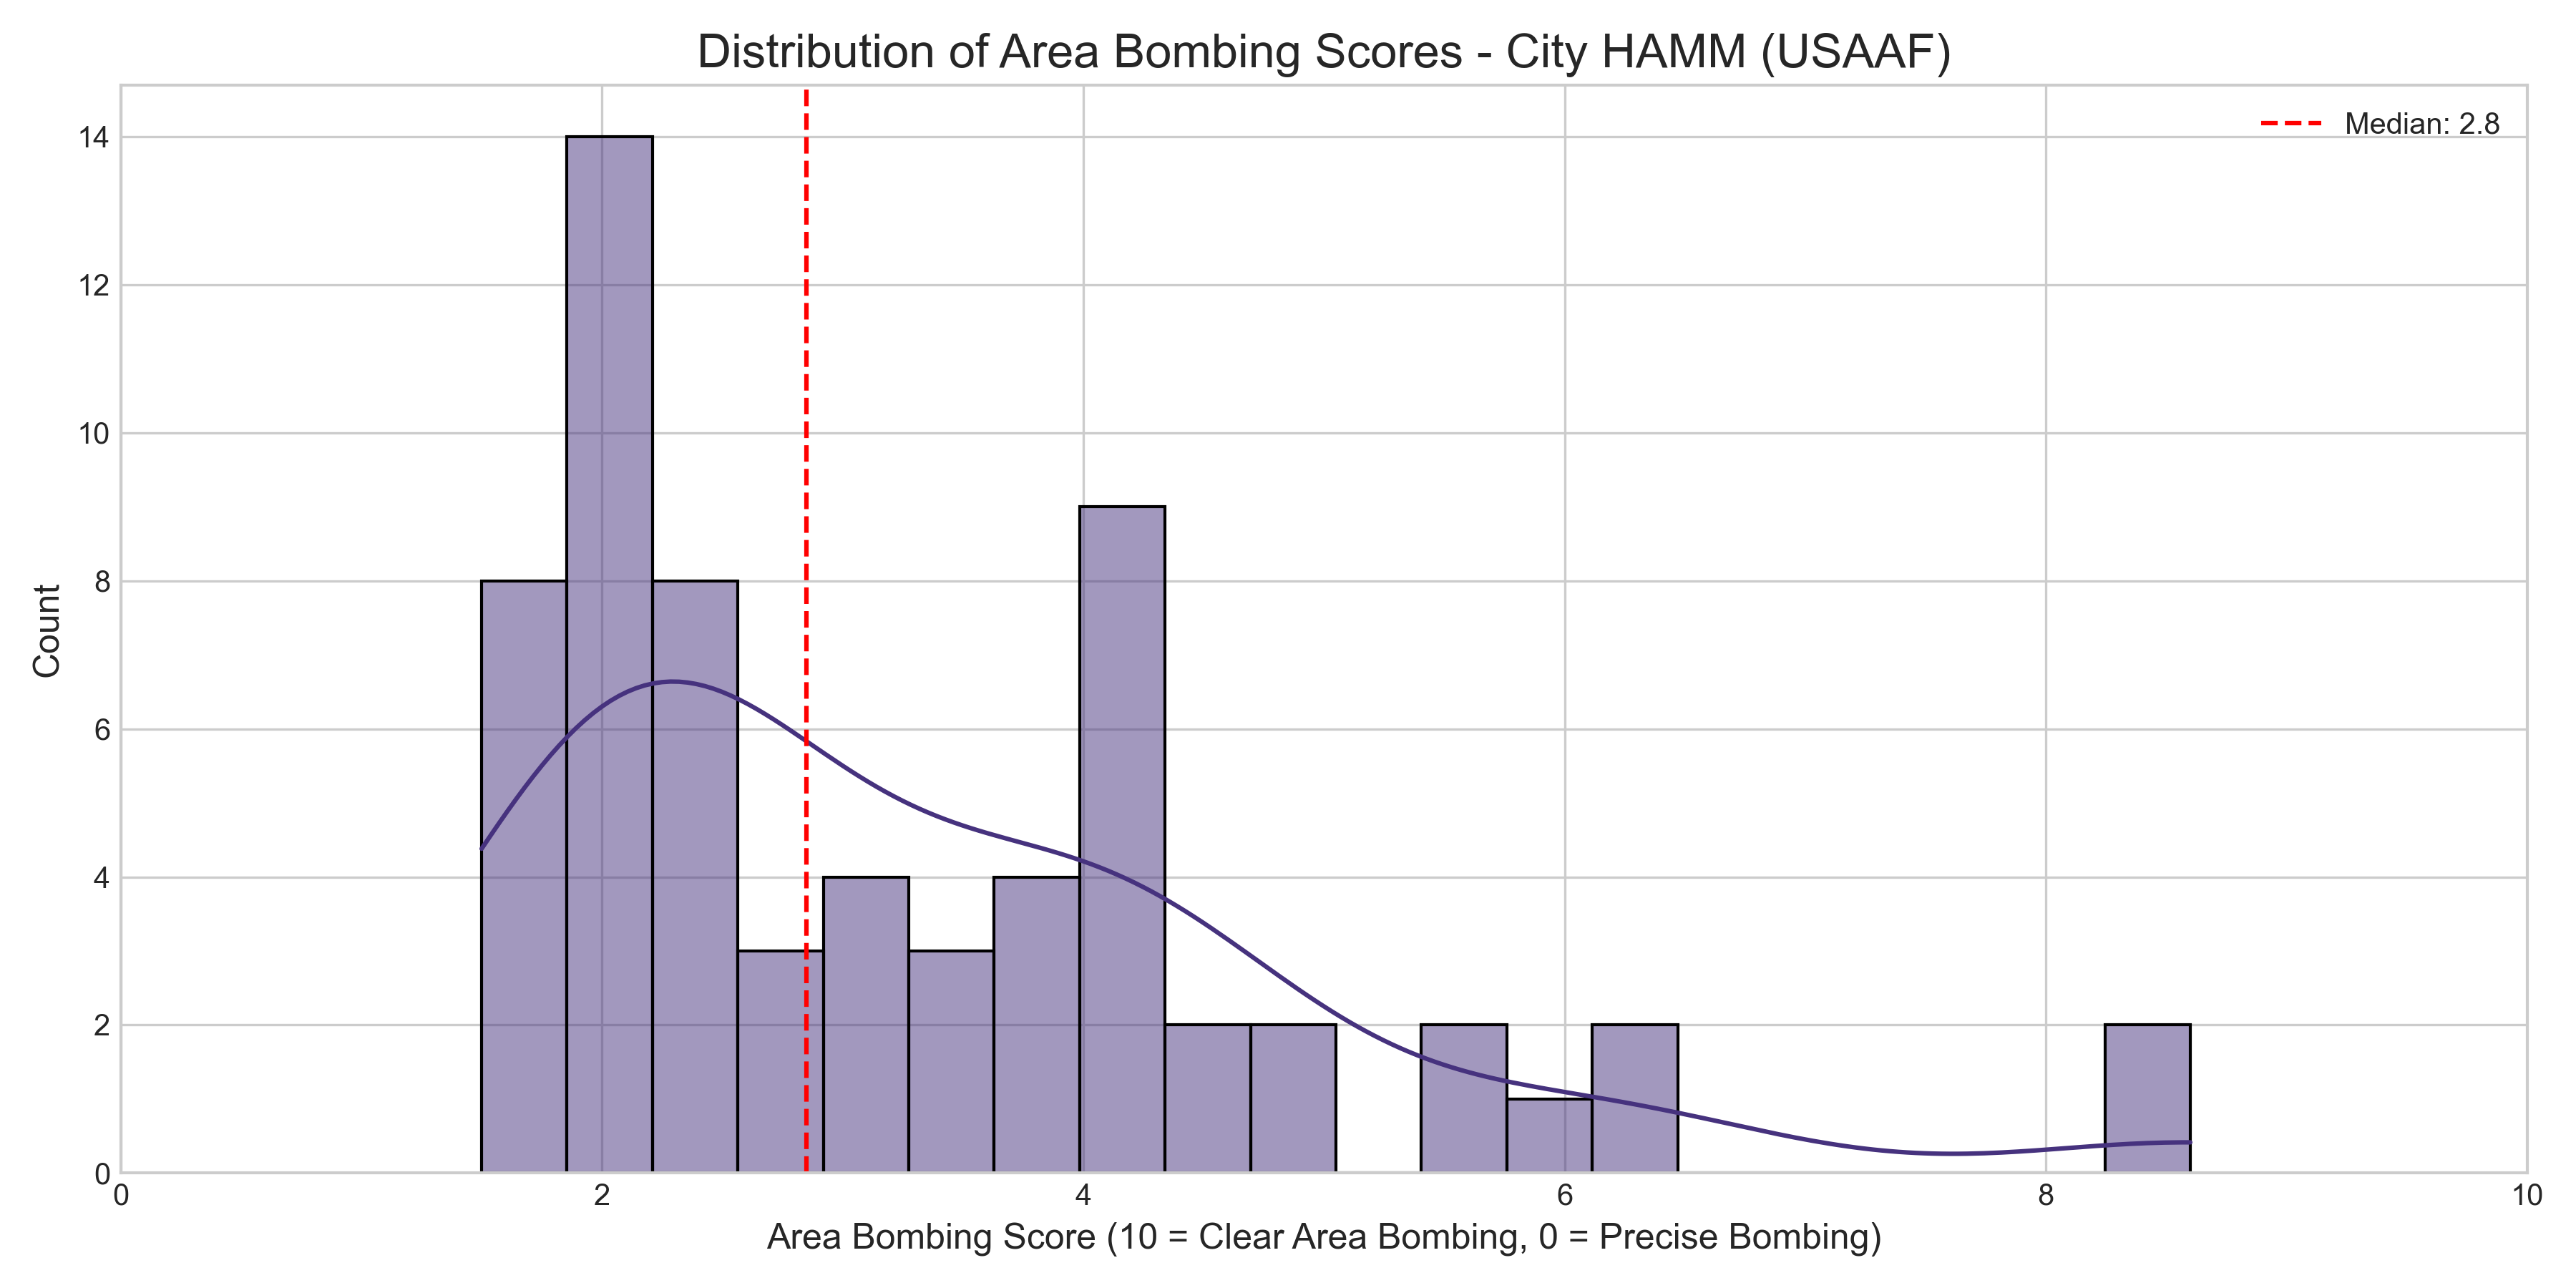 Distribution of Area Bombing Scores - City HAMM (USAAF)
Median: 2.8
14
12
10
8
6
4
2
0
Count
0 2 4 6 8 10
Area Bombing Score (10 = Clear Area Bombing, 0 = Precise Bombing)